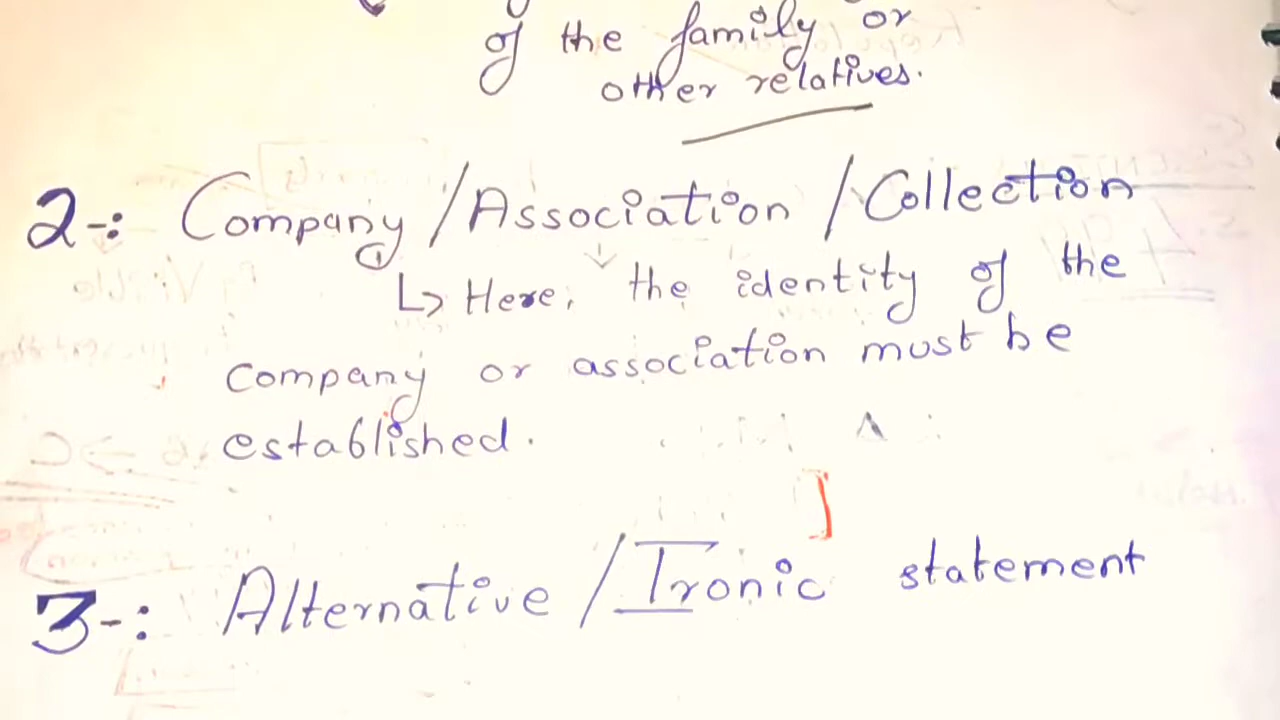 of the family or
other relatives.
2-: Company / Association / Collection
↳ Here, the identity of the
company or association must be
established.
3-: Alternative / Ironic statement